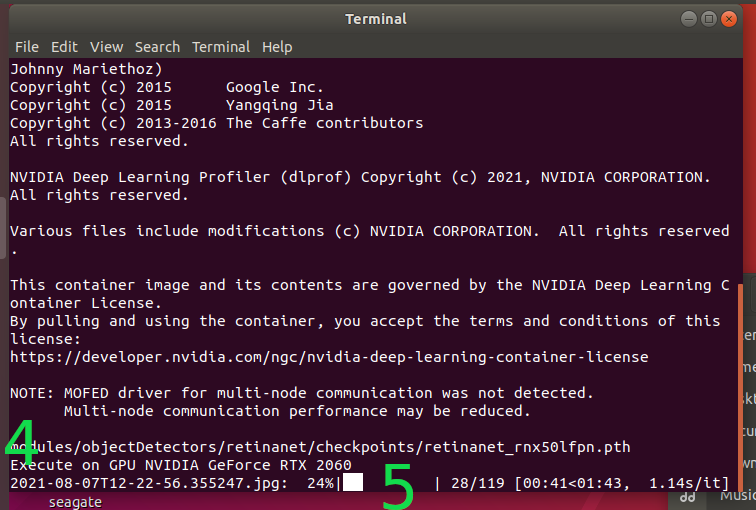 Terminal
File Edit View Search Terminal Help
Johnny Mariethoz)
Copyright (c) 2015      Google Inc.
Copyright (c) 2015      Yangqing Jia
Copyright (c) 2013-2016 The Caffe contributors
All rights reserved.
NVIDIA Deep Learning Profiler (dlprof) Copyright (c) 2021, NVIDIA CORPORATION.
All rights reserved.
Various files include modifications (c) NVIDIA CORPORATION.  All rights reserved
.
This container image and its contents are governed by the NVIDIA Deep Learning C
ontainer License.
By pulling and using the container, you accept the terms and conditions of this
license:
https://developer.nvidia.com/ngc/nvidia-deep-learning-container-license
NOTE: MOFED driver for multi-node communication was not detected.
      Multi-node communication performance may be reduced.
4
modules/objectDetectors/retinanet/checkpoints/retinanet_rnx50lfpn.pth
Execute on GPU NVIDIA GeForce RTX 2060
2021-08-07T12-22-56.355247.jpg:  24%|          | 28/119 [00:41<01:43,  1.14s/it]
5
seagate
Music